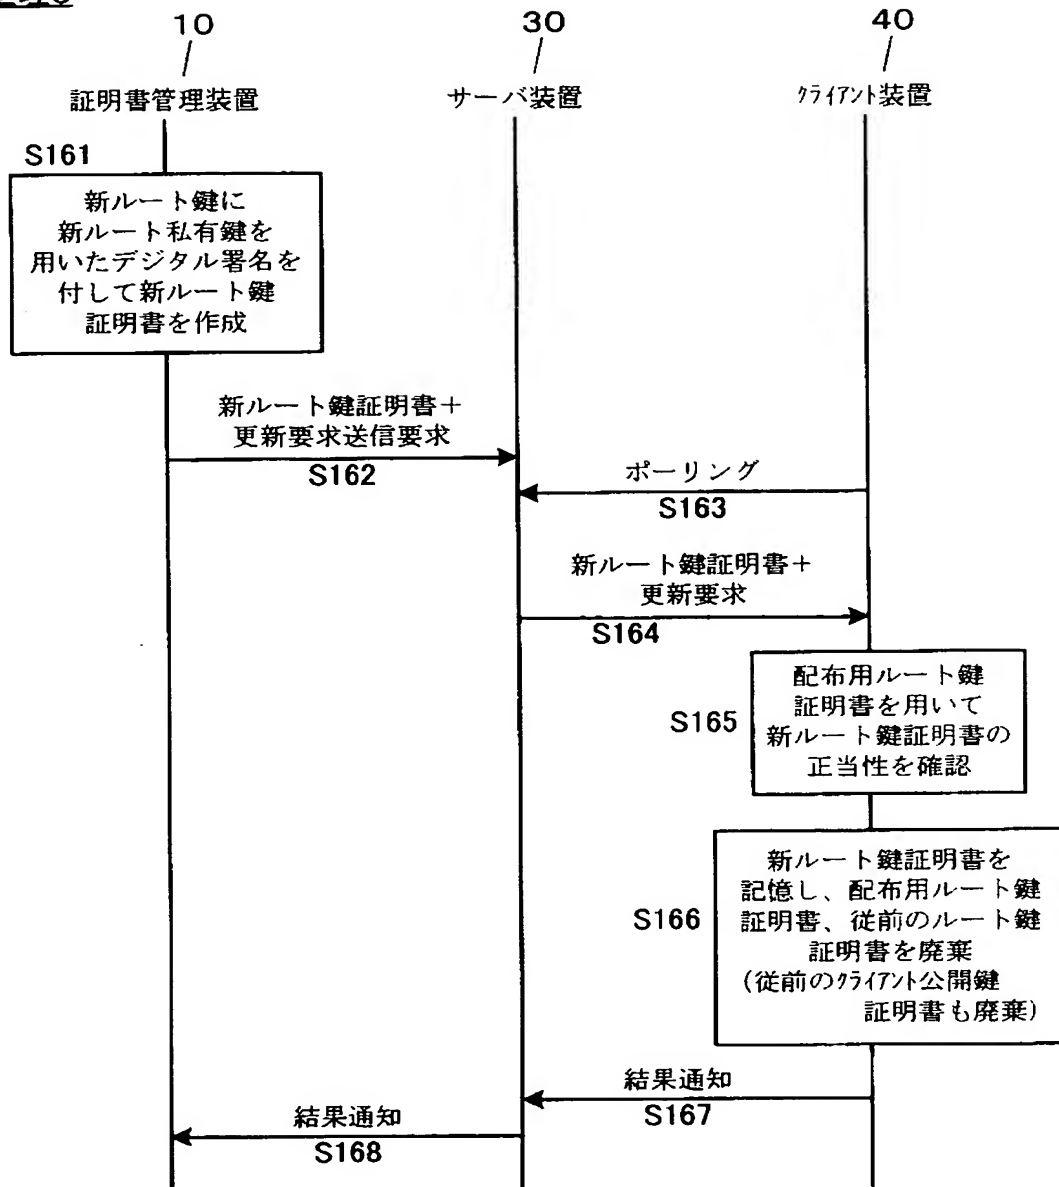 10
30
40
証明書管理装置
サーバ装置
クライアント装置
S161
新ルート鍵に
新ルート私有鍵を
用いたデジタル署名を
付して新ルート鍵
証明書を作成
新ルート鍵証明書＋
更新要求送信要求
S162
ポーリング
S163
新ルート鍵証明書＋
更新要求
S164
S165
配布用ルート鍵
証明書を用いて
新ルート鍵証明書の
正当性を確認
S166
新ルート鍵証明書を
記憶し、配布用ルート鍵
証明書、従前のルート鍵
証明書を廃棄
(従前のクライアント公開鍵
証明書も廃棄)
結果通知
S167
結果通知
S168